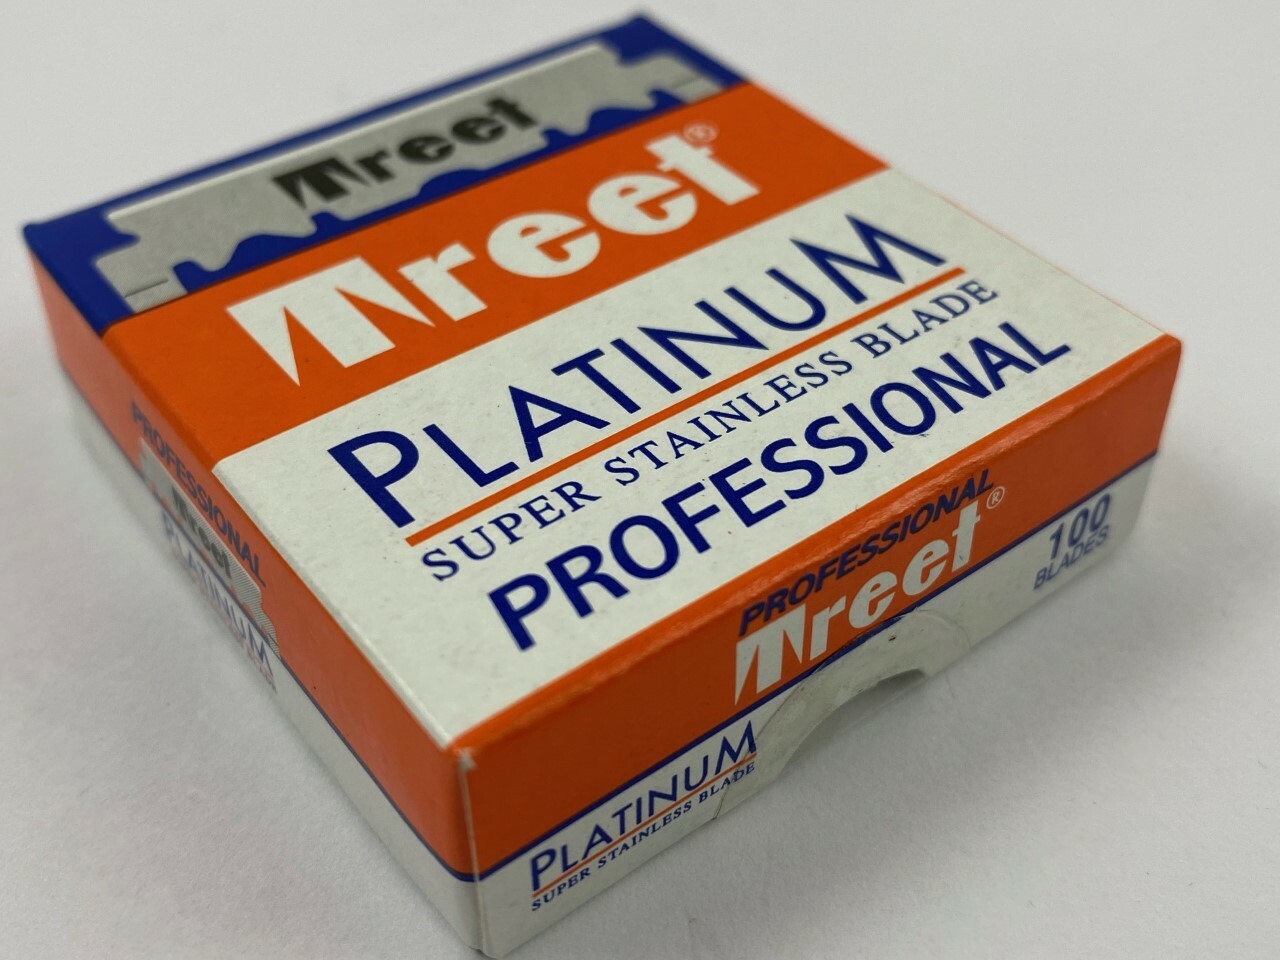 Treet
Treet®
PLATINUM
SUPER STAINLESS BLADE
PROFESSIONAL
PROFESSIONAL
Treet
PLATINUM
PROFESSIONAL
Treet®
100
BLADES
PLATINUM
SUPER STAINLESS BLADE